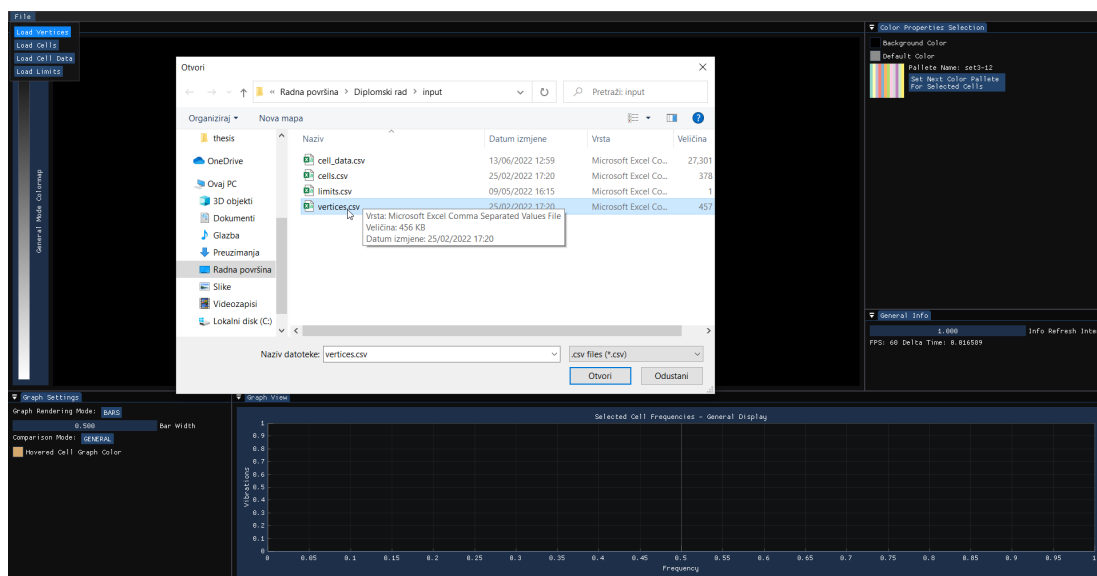 File
Load Vertices
Load Cells
Load Cell Data
Load Limits
General Mode Colormap
Otvori
« Radna površina > Diplomski rad > input
Pretraži: input
Organiziraj
Nova mapa
Naziv
Datum izmjene
Vrsta
Veličina
thesis
OneDrive
Ovaj PC
3D objekti
Dokumenti
Glazba
Preuzimanja
Radna površina
Slike
Videozapisi
Lokalni disk (C:)
cell_data.csv 13/06/2022 12:59 Microsoft Excel Co... 27,301
cells.csv 25/02/2022 17:20 Microsoft Excel Co... 378
limits.csv 09/05/2022 16:15 Microsoft Excel Co... 1
vertices.csv 25/02/2022 17:20 Microsoft Excel Co... 457
Vrsta: Microsoft Excel Comma Separated Values File
Veličina: 456 KB
Datum izmjene: 25/02/2022 17:20
Naziv datoteke: vertices.csv
.csv files (*.csv)
Otvori
Odustani
Color Properties Selection
Background Color
Default Color
Pallete Name: set3-12
Set Next Color Pallete
For Selected Cells
General Info
1.000 Info Refresh Inte
FPS: 60 Delta Time: 0.016509
Graph Settings
Graph Rendering Mode: BARS
0.500 Bar Width
Comparison Mode: GENERAL
Hovered Cell Graph Color
Graph View
Selected Cell Frequencies - General Display
Vibrations
1
0.9
0.8
0.7
0.6
0.5
0.4
0.3
0.2
0.1
0
0 0.05 0.1 0.15 0.2 0.25 0.3 0.35 0.4 0.45 0.5 0.55 0.6 0.65 0.7 0.75 0.8 0.85 0.9 0.95 1
Frequency